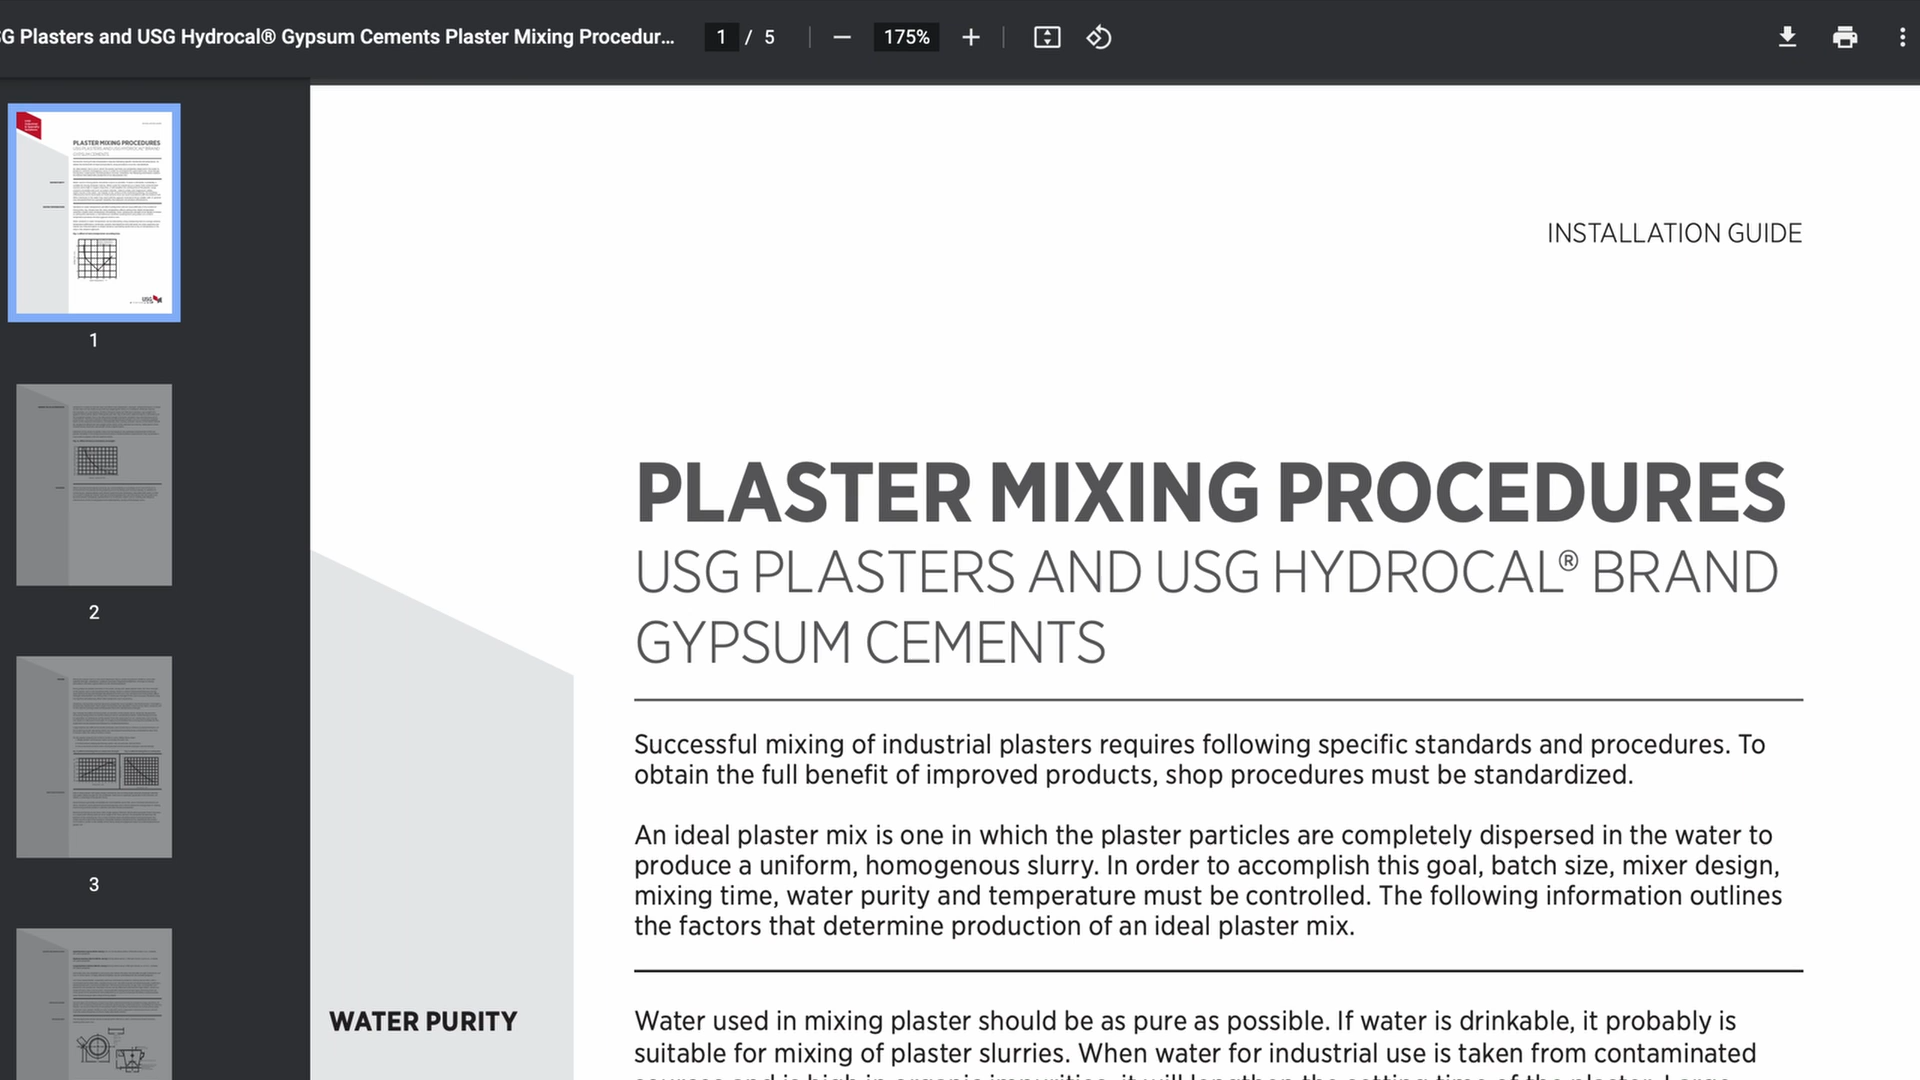 G Plasters and USG Hydrocal® Gypsum Cements Plaster Mixing Procedur...
1 / 5
175%
1
2
3
INSTALLATION GUIDE
PLASTER MIXING PROCEDURES
USG PLASTERS AND USG HYDROCAL® BRAND
GYPSUM CEMENTS
Successful mixing of industrial plasters requires following specific standards and procedures. To
obtain the full benefit of improved products, shop procedures must be standardized.
An ideal plaster mix is one in which the plaster particles are completely dispersed in the water to
produce a uniform, homogenous slurry. In order to accomplish this goal, batch size, mixer design,
mixing time, water purity and temperature must be controlled. The following information outlines
the factors that determine production of an ideal plaster mix.
WATER PURITY
Water used in mixing plaster should be as pure as possible. If water is drinkable, it probably is
suitable for mixing of plaster slurries. When water for industrial use is taken from contaminated